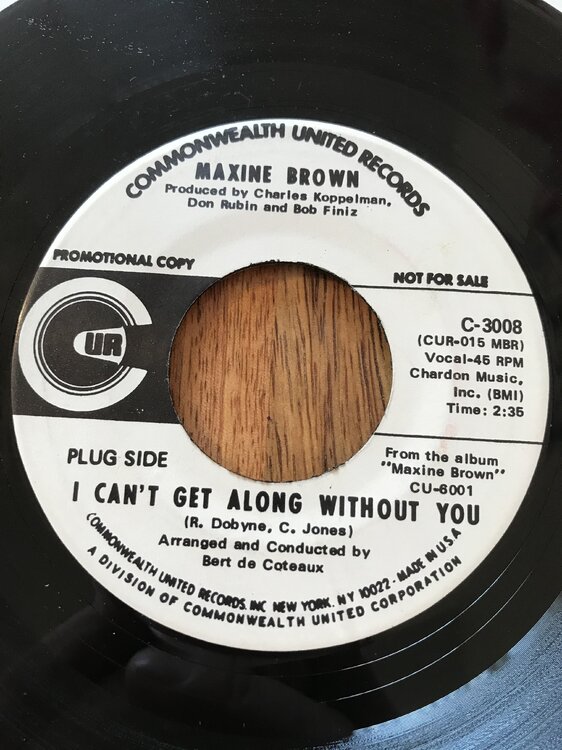 COMMONWEALTH UNITED RECORDS
MAXINE BROWN
Produced by Charles Koppelman,
Don Rubin and Bob Finiz
PROMOTIONAL COPY
NOT FOR SALE
CUR
C-3008
(CUR-015 MBR)
Vocal-45 RPM
Chardon Music,
Inc. (BMI)
Time: 2:35
PLUG SIDE
From the album
"Maxine Brown"
CU-6001
I CAN'T GET ALONG WITHOUT YOU
(R. Dobyne, C. Jones)
Arranged and Conducted by
Bert de Coteaux
COMMONWEALTH UNITED RECORDS, INC NEW YORK, NY 10022 - MADE IN U.S.A
A DIVISION OF COMMONWEALTH UNITED CORPORATION